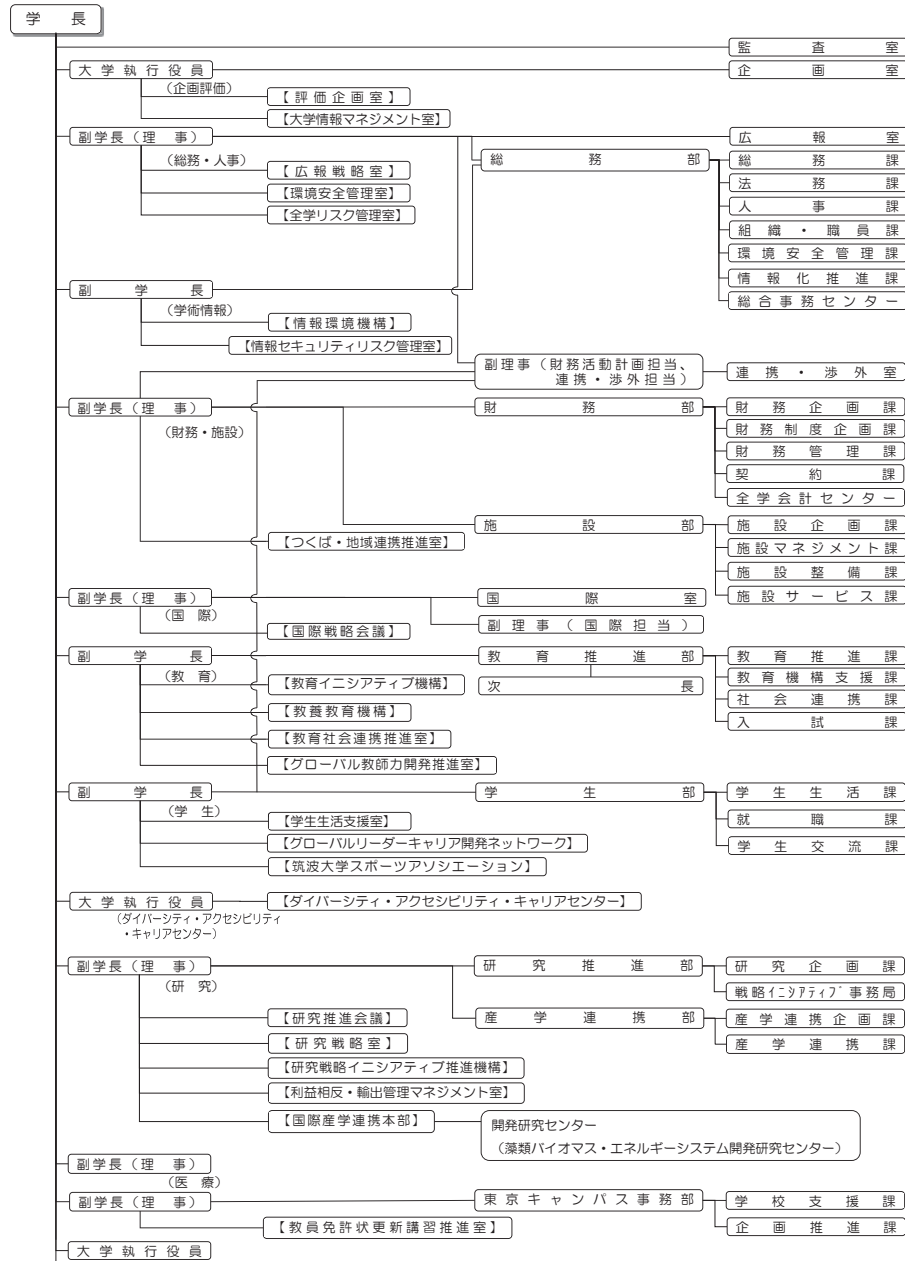 学長
監査室
大学執行役員
企画室
(企画評価)
【評価企画室】
【大学情報マネジメント室】
副学長(理事)
広報室
(総務・人事)
総務部
総務課
【広報戦略室】
法務課
【環境安全管理室】
人事課
【全学リスク管理室】
組織・職員課
環境安全管理課
情報化推進課
副学長
総合事務センター
(学術情報)
【情報環境機構】
【情報セキュリティリスク管理室】
副理事(財務活動計画担当、
連携・渉外担当)
連携・渉外室
副学長(理事)
財務部
財務企画課
(財務・施設)
財務制度企画課
財務管理課
契約課
全学会計センター
施設部
施設企画課
【つくば・地域連携推進室】
施設マネジメント課
施設整備課
副学長(理事)
国際室
施設サービス課
(国際)
副理事(国際担当)
【国際戦略会議】
副学長
教育推進部
教育推進課
(教育)
教育機構支援課
【教育イニシアティブ機構】
次長
社会連携課
【教養教育機構】
入試課
【教育社会連携推進室】
【グローバル教師力開発推進室】
副学長
学生部
学生生活課
(学生)
【学生生活支援室】
就職課
【グローバルリーダーキャリア開発ネットワーク】
学生交流課
【筑波大学スポーツアソシエーション】
大学執行役員
【ダイバーシティ・アクセシビリティ・キャリアセンター】
(ダイバーシティ・アクセシビリティ
・キャリアセンター)
副学長(理事)
研究推進部
研究企画課
(研究)
戦略イニシアティブ事務局
【研究推進会議】
産学連携部
産学連携企画課
【研究戦略室】
産学連携課
【研究戦略イニシアティブ推進機構】
【利益相反・輸出管理マネジメント室】
【国際産学連携本部】
開発研究センター
(藻類バイオマス・エネルギーシステム開発研究センター)
副学長(理事)
(医療)
副学長(理事)
東京キャンパス事務部
学校支援課
【教員免許状更新講習推進室】
企画推進課
大学執行役員